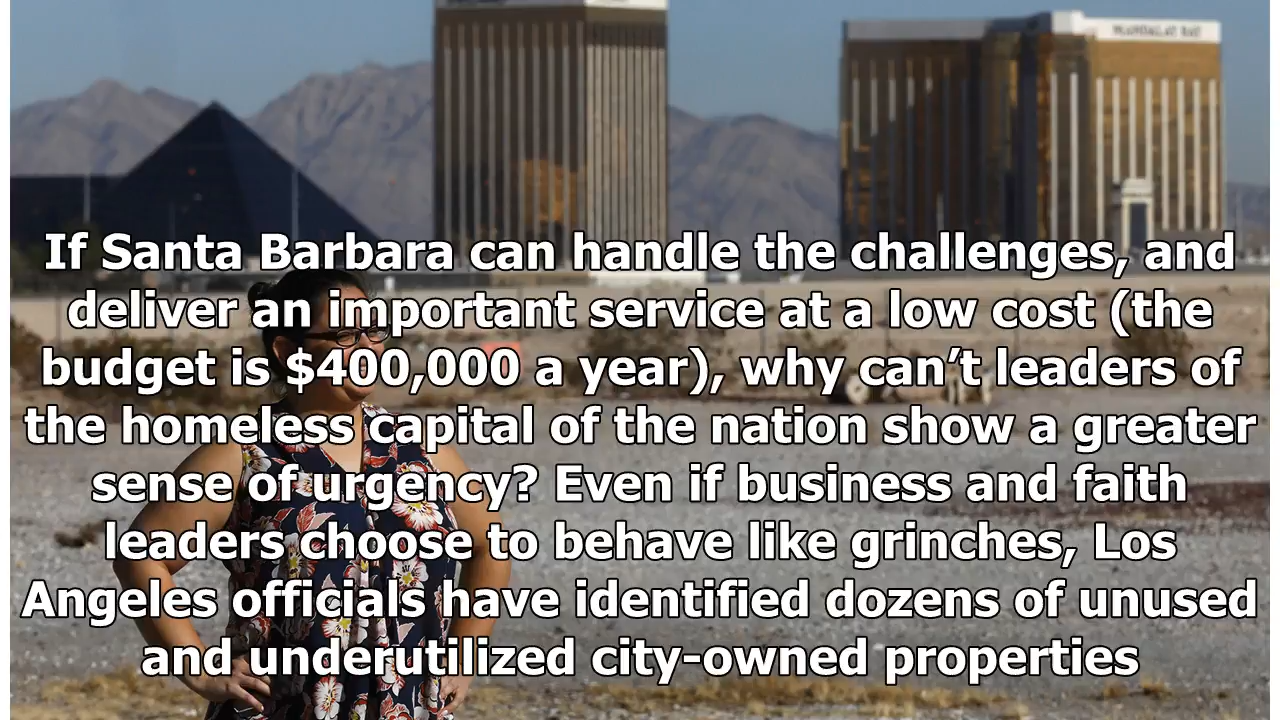 MANDALAY BAY
If Santa Barbara can handle the challenges, and
deliver an important service at a low cost (the
budget is $400,000 a year), why can’t leaders of
the homeless capital of the nation show a greater
sense of urgency? Even if business and faith
leaders choose to behave like grinches, Los
Angeles officials have identified dozens of unused
and underutilized city-owned properties